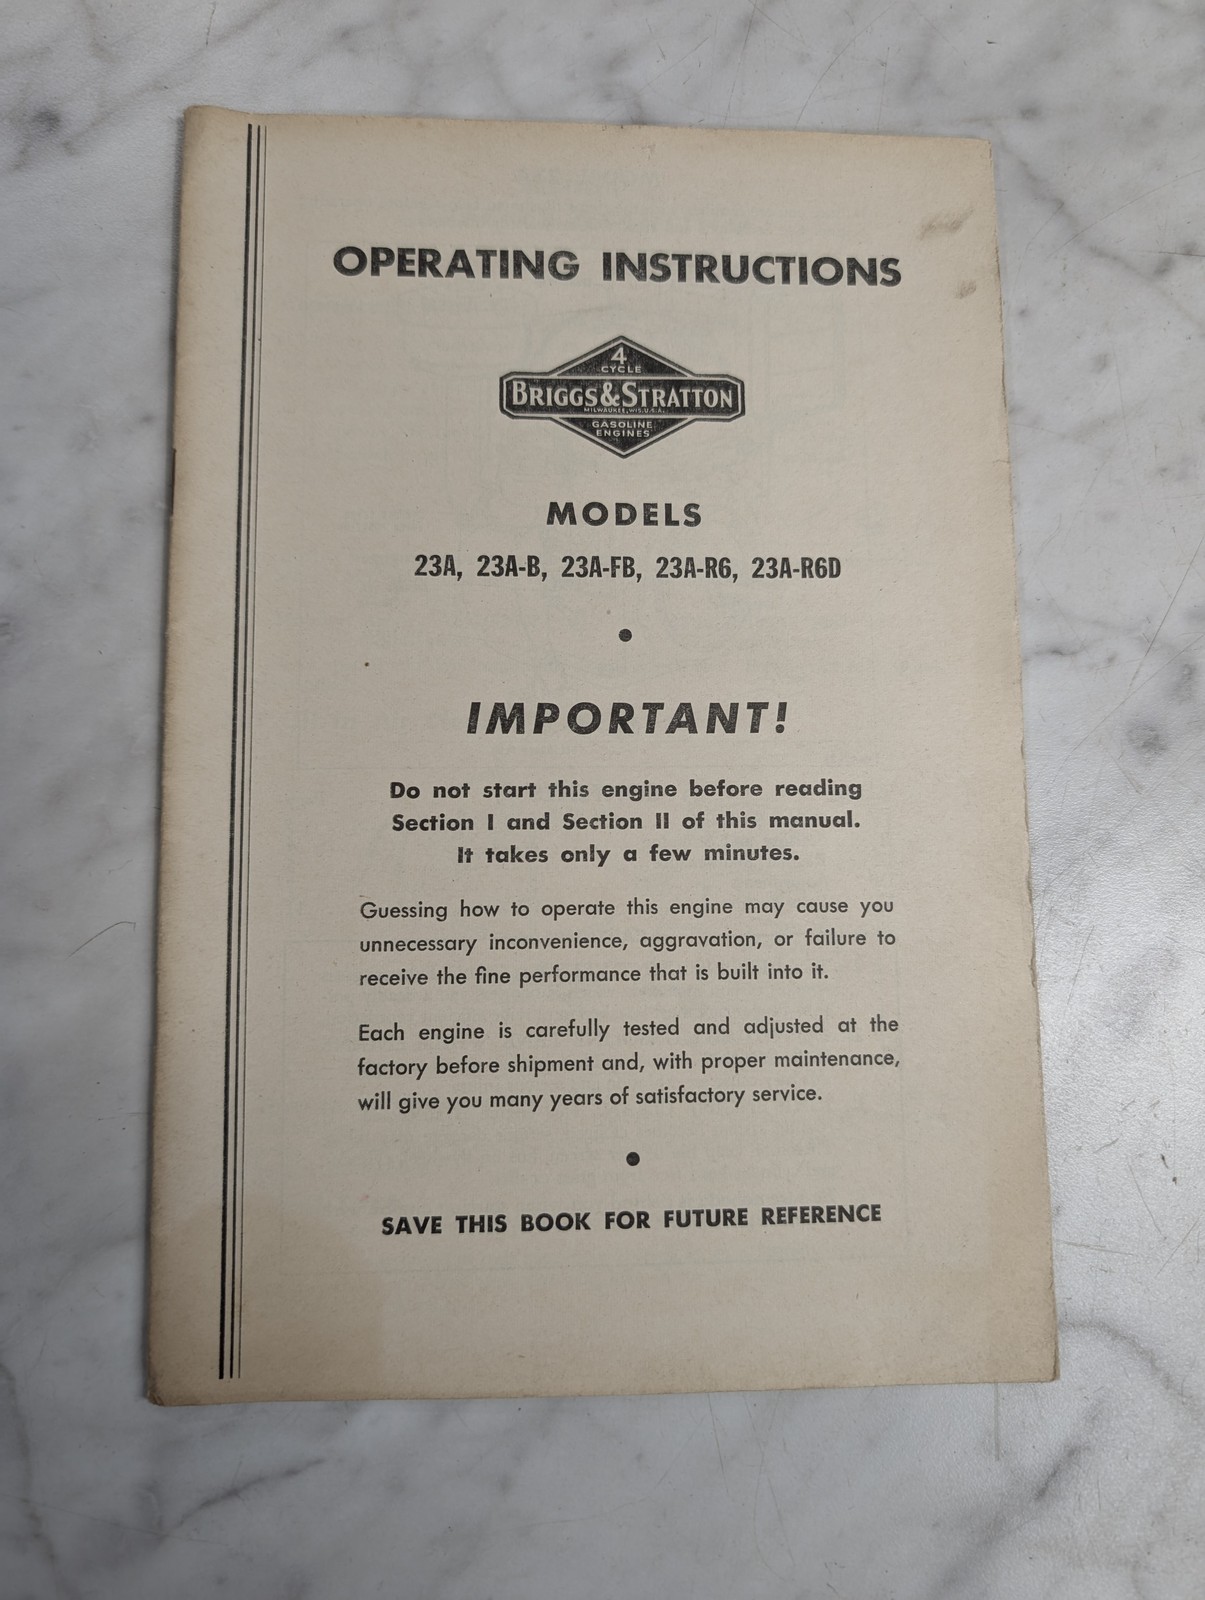 OPERATING INSTRUCTIONS
4
CYCLE
BRIGGS&STRATTON
MILWAUKEE, WIS. U.S.A.
GASOLINE
ENGINES
MODELS
23A, 23A-B, 23A-FB, 23A-R6, 23A-R6D
IMPORTANT!
Do not start this engine before reading
Section I and Section II of this manual.
It takes only a few minutes.
Guessing how to operate this engine may cause you
unnecessary inconvenience, aggravation, or failure to
receive the fine performance that is built into it.
Each engine is carefully tested and adjusted at the
factory before shipment and, with proper maintenance,
will give you many years of satisfactory service.
SAVE THIS BOOK FOR FUTURE REFERENCE